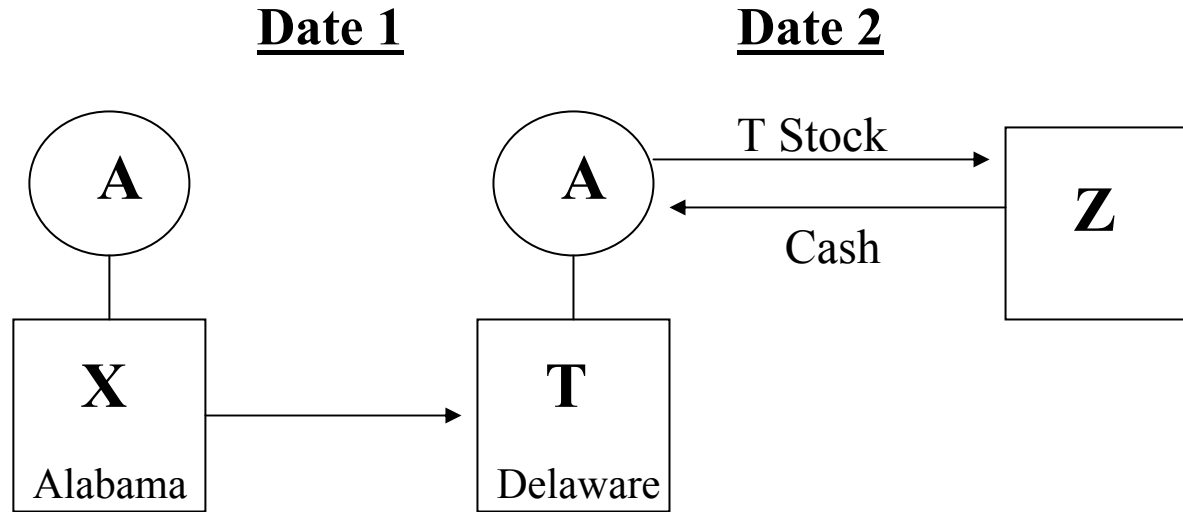 Date 1 Date 2
T Stock
A A Z
Cash
X T
Alabama Delaware